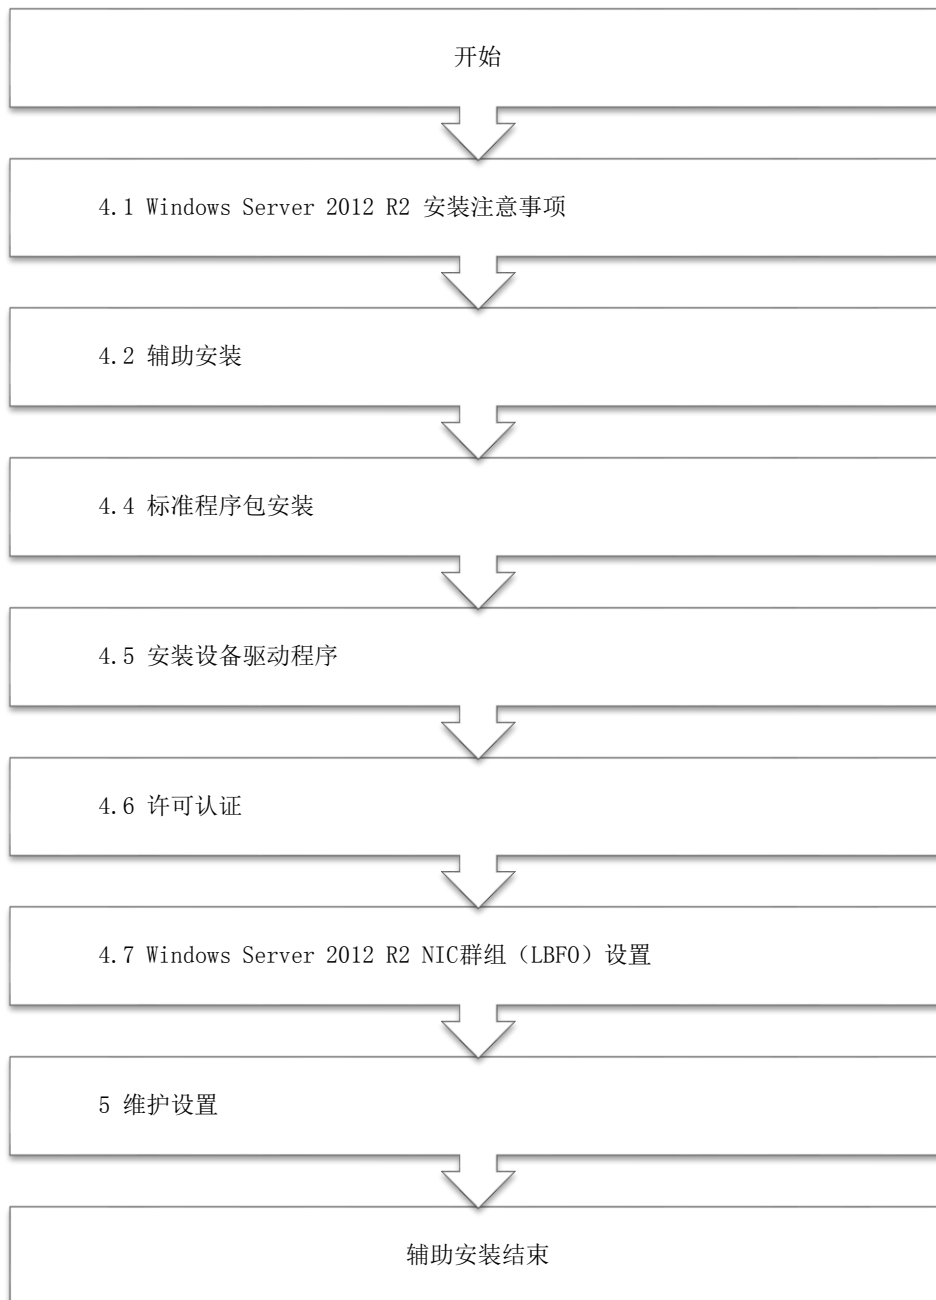 开始
4.1 Windows Server 2012 R2 安装注意事项
4.2 辅助安装
4.4 标准程序包安装
4.5 安装设备驱动程序
4.6 许可认证
4.7 Windows Server 2012 R2 NIC群组（LBFO）设置
5 维护设置
辅助安装结束